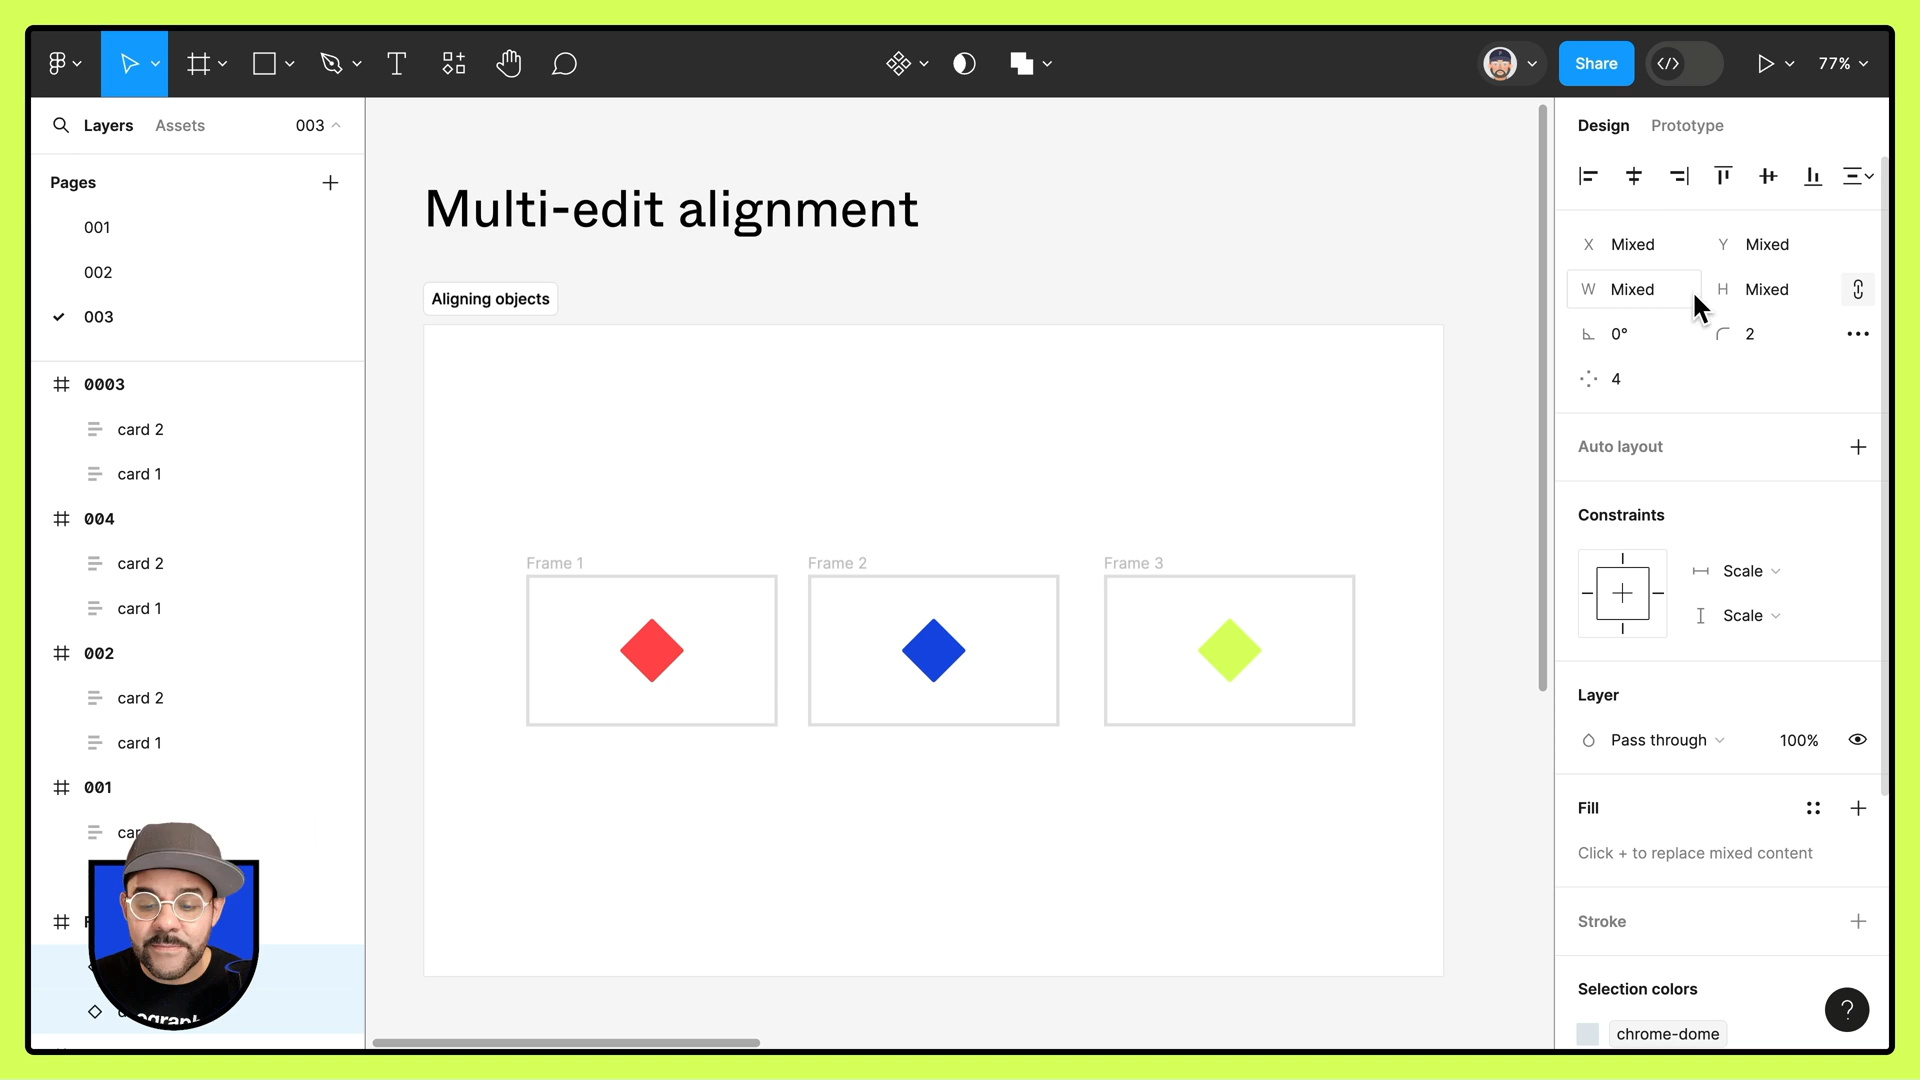 Share
77%
Layers
Assets
003
Design
Prototype
Pages
001
002
003
Multi-edit alignment
X Mixed
Y Mixed
W Mixed
H Mixed
0°
2
4
Aligning objects
0003
card 2
card 1
004
card 2
card 1
002
card 2
card 1
001
Auto layout
Constraints
Scale
Scale
Frame 1
Frame 2
Frame 3
Layer
Pass through
100%
Fill
Click + to replace mixed content
Stroke
Selection colors
chrome-dome
?